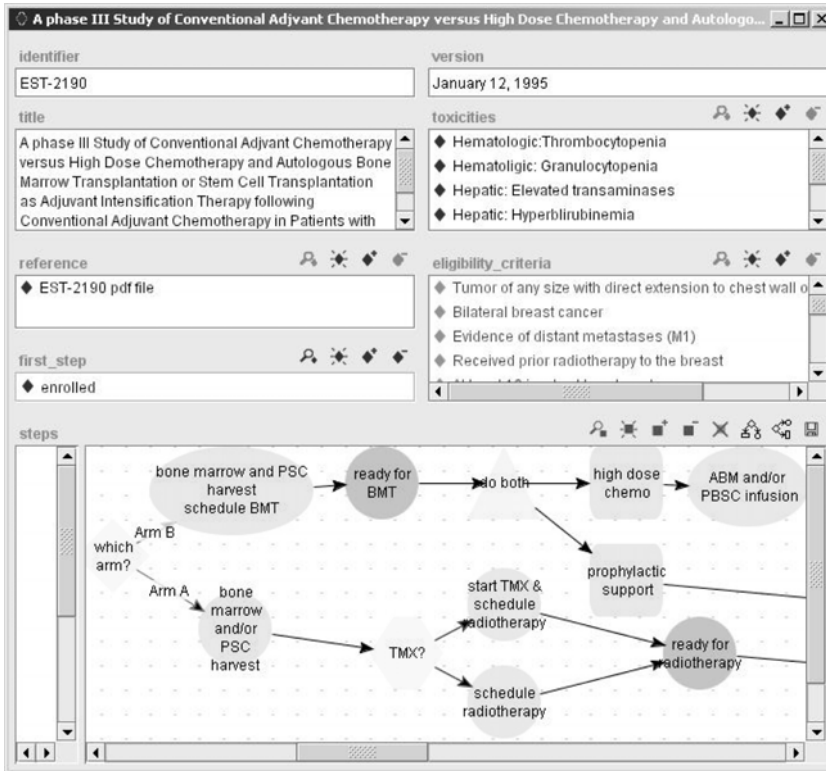 A phase III Study of Conventional Adjvant Chemotherapy versus High Dose Chemotherapy and Autologo...
identifier
EST-2190
version
January 12, 1995
title
A phase III Study of Conventional Adjvant Chemotherapy
versus High Dose Chemotherapy and Autologous Bone
Marrow Transplantation or Stem Cell Transplantation
as Adjuvant Intensification Therapy following
Conventional Adjuvant Chemotherapy in Patients with
toxicities
Hematologic:Thrombocytopenia
Hematoligic: Granulocytopenia
Hepatic: Elevated transaminases
Hepatic: Hyperblirubinemia
reference
EST-2190 pdf file
eligibility_criteria
Tumor of any size with direct extension to chest wall o
Bilateral breast cancer
Evidence of distant metastases (M1)
Received prior radiotherapy to the breast
first_step
enrolled
steps
bone marrow and PSC
harvest
schedule BMT
ready for
BMT
do both
high dose
chemo
ABM and/or
PBSC infusion
Arm B
which
arm?
Arm A
bone
marrow
and/or
PSC
harvest
prophylactic
support
start TMX &
schedule
radiotherapy
TMX?
ready for
radiotherapy
schedule
radiotherapy